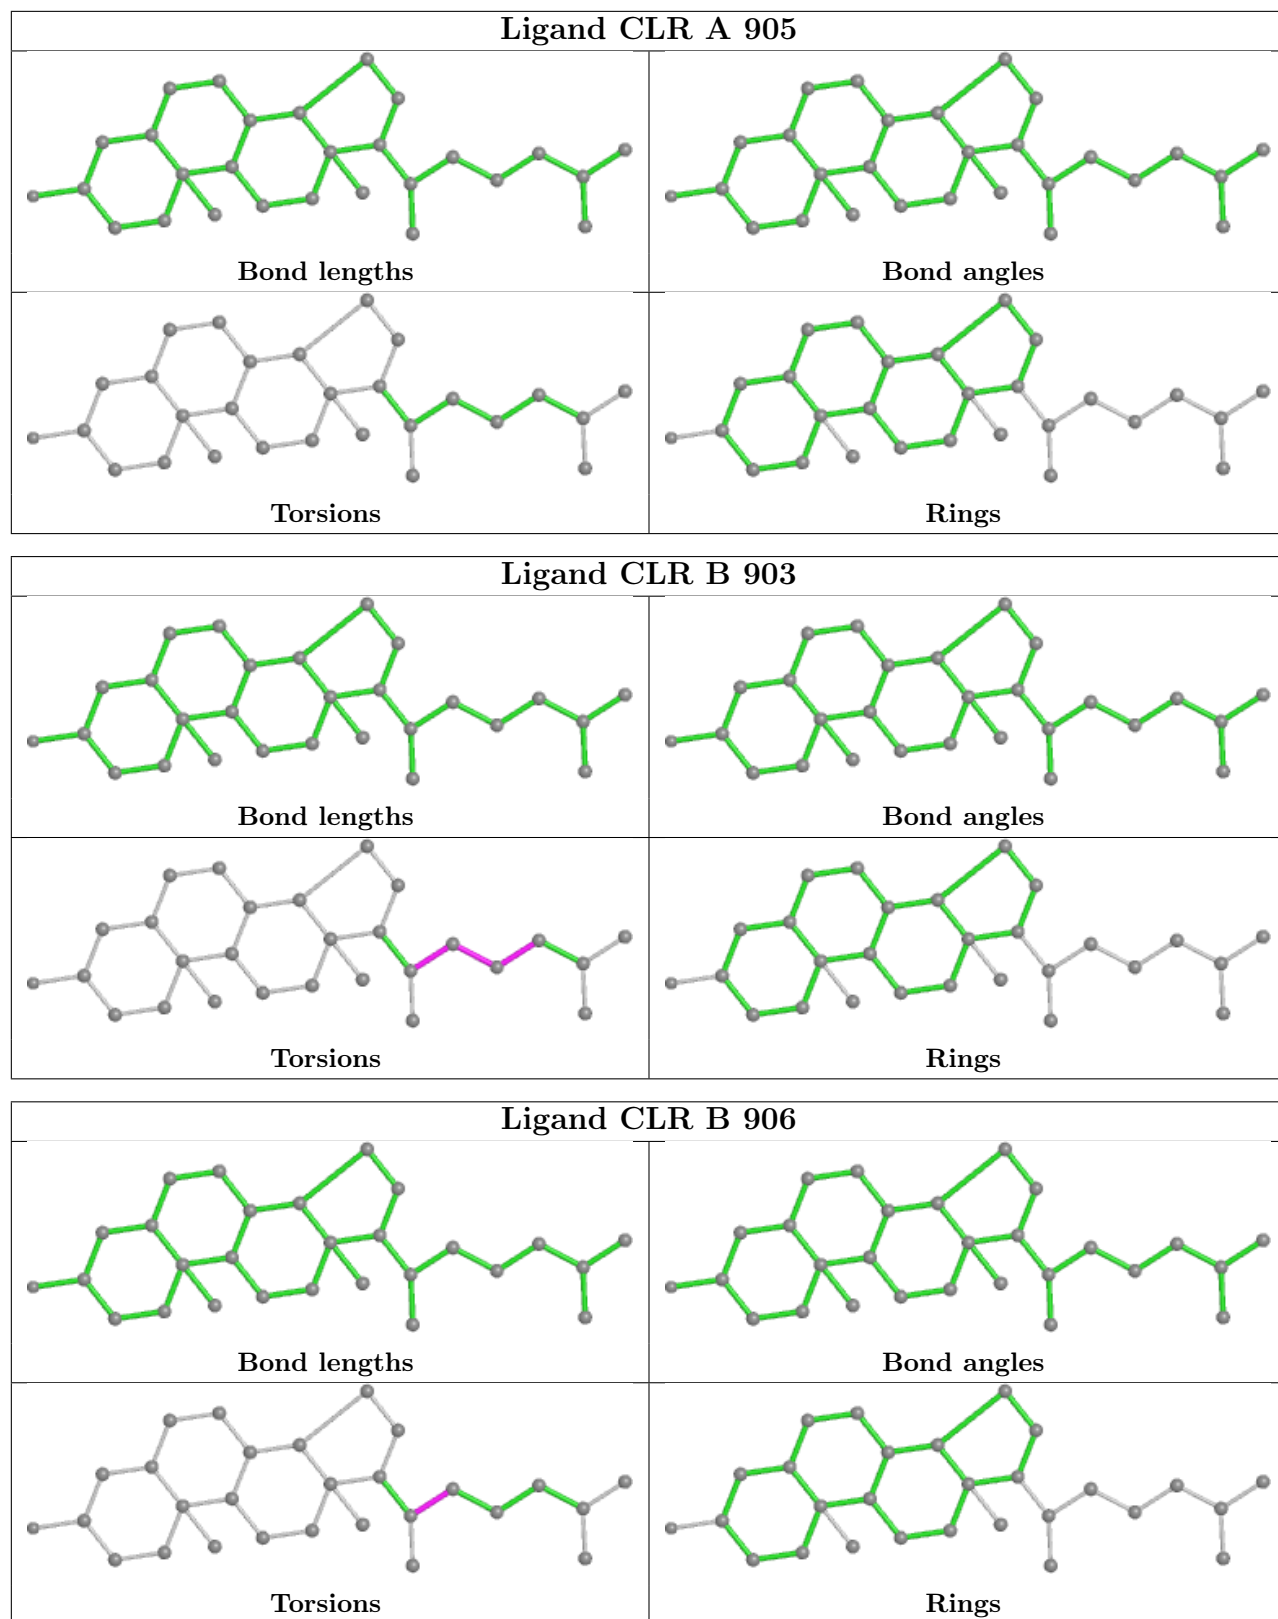 Ligand CLR A 905
Bond lengths
Bond angles
Torsions
Rings
Ligand CLR B 903
Bond lengths
Bond angles
Torsions
Rings
Ligand CLR B 906
Bond lengths
Bond angles
Torsions
Rings